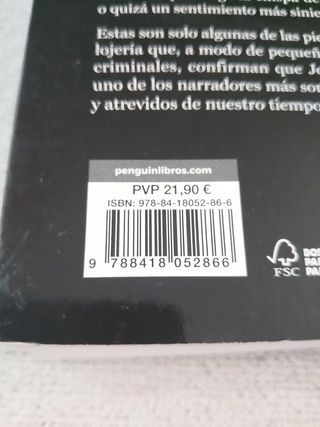 o quizá un sentimiento más sinie
Estas son solo algunas de las pie
lojería que, a modo de pequeñ
criminales, confirman que Je
uno de los narradores más so
y atrevidos de nuestro tiempo
penguinlibros.com
PVP 21,90 €
ISBN: 978-84-18052-86-6
9 788418 052866
FSC